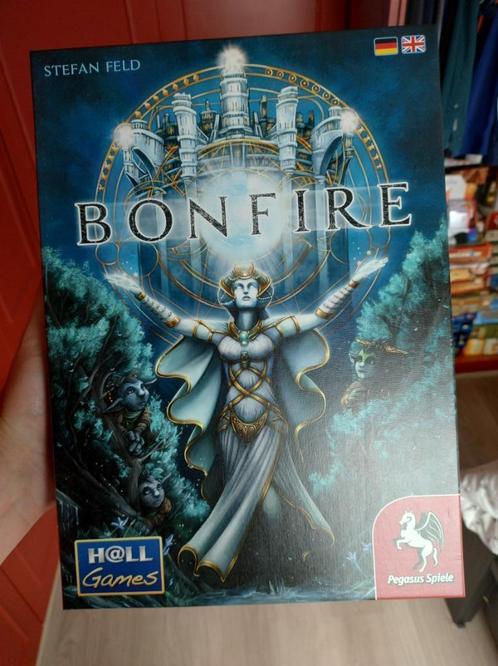 STEFAN FELD
BONFIRE
H@LL
Games
Pegasus Spiele